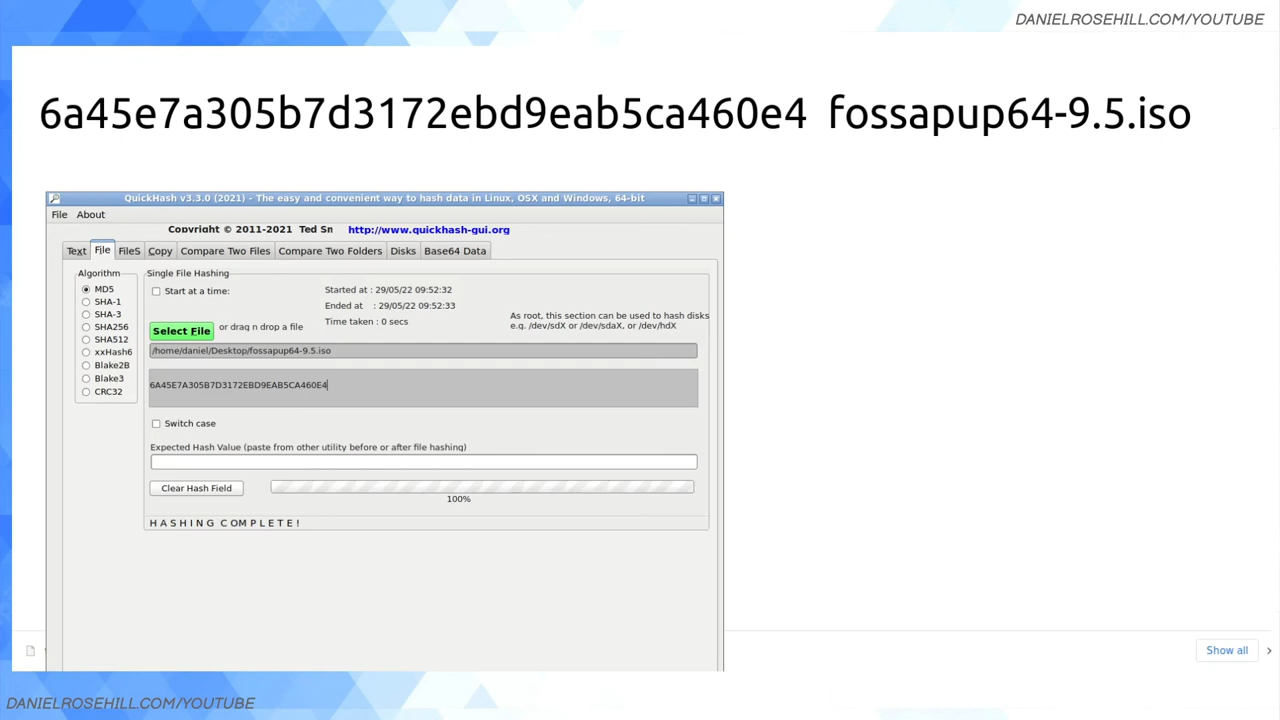 DANIELROSEHILL.COM/YOUTUBE
6a45e7a305b7d3172ebd9eab5ca460e4 fossapup64-9.5.iso
QuickHash v3.3.0 (2021) - The easy and convenient way to hash data in Linux, OSX and Windows, 64-bit
File About
Copyright © 2011-2021 Ted Sn http://www.quickhash-gui.org
Text File FileS Copy Compare Two Files Compare Two Folders Disks Base64 Data
Algorithm
MD5
SHA-1
SHA-3
SHA256
SHA512
xxHash6
Blake2B
Blake3
CRC32
Single File Hashing
Start at a time:
Started at : 29/05/22 09:52:32
Ended at : 29/05/22 09:52:33
Time taken : 0 secs
As root, this section can be used to hash disks
e.g. /dev/sdX or /dev/sdaX, or /dev/hdX
Select File or drag n drop a file
/home/daniel/Desktop/fossapup64-9.5.iso
6A45E7A305B7D3172EBD9EAB5CA460E4
Switch case
Expected Hash Value (paste from other utility before or after file hashing)
Clear Hash Field
100%
HASHING COMPLETE!
Show all
DANIELROSEHILL.COM/YOUTUBE